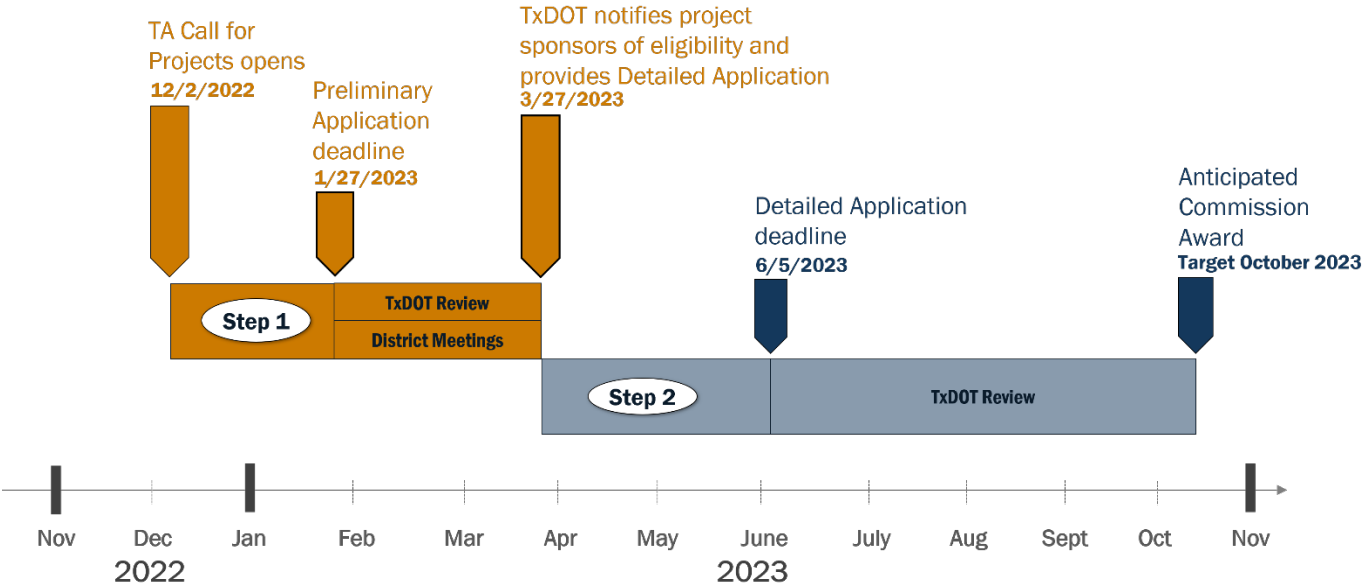 TA Call for
Projects opens
12/2/2022
Preliminary
Application
deadline
1/27/2023
TxDOT notifies project
sponsors of eligibility and
provides Detailed Application
3/27/2023
Detailed Application
deadline
6/5/2023
Anticipated
Commission
Award
Target October 2023
Step 1
TxDOT Review
District Meetings
Step 2
TxDOT Review
Nov Dec Jan Feb Mar Apr May June July Aug Sept Oct Nov
2022 2023